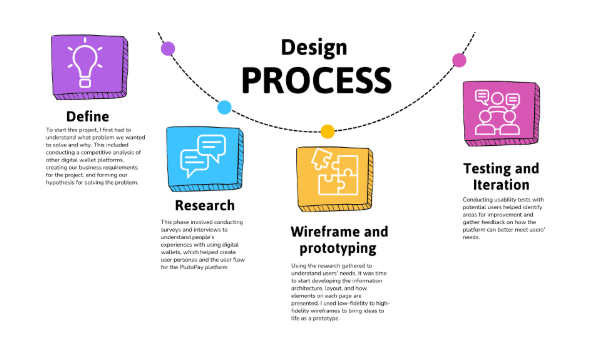 Design
PROCESS
Define
To start this project, I first had to
understand what problem we wanted
to solve and why. This included
conducting a competitive analysis of
other digital wallet platforms,
creating our business requirements
for the project, and forming our
hypothesis for solving the problem.
Research
This phase involved conducting
surveys and interviews to
understand people's
experiences with using digital
wallets, which helped create
user personas and the user flow
for the PlutoPay platform
Wireframe and
prototyping
Using the research gathered to
understand users' needs, it was time
to start developing the information
architecture, layout, and how
elements on each page are
presented. I used low-fidelity to high-
fidelity wireframes to bring ideas to
life as a prototype.
Testing and
Iteration
Conducting usability tests with
potential users helped identify
areas for improvement and
gather feedback on how the
platform can better meet users'
needs.